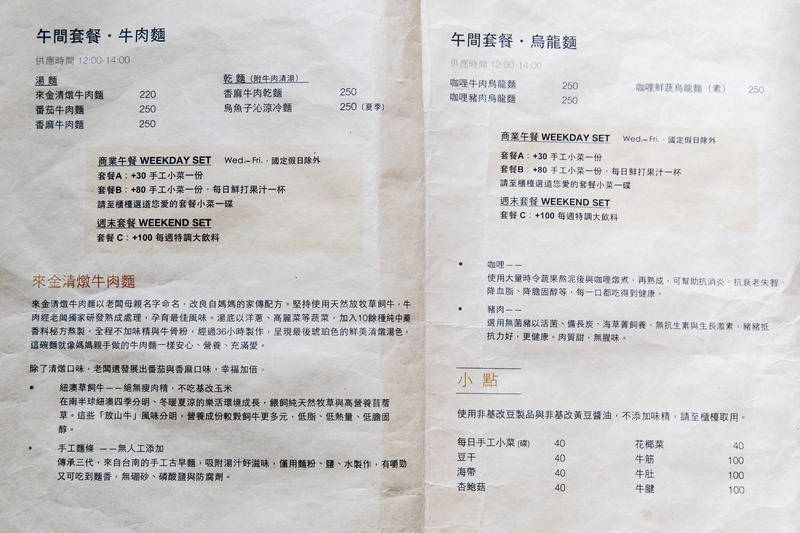 午間套餐・牛肉麵
供應時間 12:00-14:00
湯麵
來金清燉牛肉麵 220
番茄牛肉麵 250
香麻牛肉麵 250
乾麵（附牛肉清湯）
香麻牛肉乾麵 250
烏魚子沁涼冷麵 250（夏季）
商業午餐 WEEKDAY SET Wed.–Fri.，國定假日除外
套餐A：+30 手工小菜一份
套餐B：+80 手工小菜一份，每日鮮打果汁一杯
請至櫃檯選這您愛的套餐小菜一碟
週末套餐 WEEKEND SET
套餐 C：+100 每週特調大飲料
來金清燉牛肉麵
來金清燉牛肉麵以老闆母親名字命名，改良自媽媽的家傳配方。堅持使用天然放牧草飼牛，牛
肉經老闆獨家研發熟成處理，孕育最佳風味。湯底以洋蔥、高麗菜等蔬菜，加入10餘種純中藥
香料秘方熬製，全程不加味精與牛骨粉，經過36小時製作，呈現最後琥珀色的鮮美清燉湯色，
這碗麵就像媽媽親手做的牛肉麵一樣安心、營養、充滿愛。
除了清燉口味，老闆還發展出番茄與香麻口味，幸福加倍。
• 紐澳草飼牛——絕無瘦肉精，不吃基改玉米
在南半球紐澳四季分明、冬暖夏涼的樂活環境成長，餵飼純天然牧草與高營養苜蓿
草。這些「放山牛」風味分明，營養成份較穀飼牛更多元，低脂、低熱量、低膽固
醇。
• 手工麵條 ——無人工添加
傳承三代，來自台南的手工古早麵，吸附湯汁好滋味，僅用麵粉、鹽、水製作，有嚼勁
又可吃到麵香，無硼砂、磷酸鹽與防腐劑。
午間套餐・烏龍麵
供應時間 12:00-14:00
咖哩牛肉烏龍麵 250
咖哩豬肉烏龍麵 250
咖哩鮮蔬烏龍麵（素） 250
商業午餐 WEEKDAY SET Wed.–Fri.，國定假日除外
套餐A：+30 手工小菜一份
套餐B：+80 手工小菜一份，每日鮮打果汁一杯
請至櫃檯選這您愛的套餐小菜一碟
週末套餐 WEEKEND SET
套餐 C：+100 每週特調大飲料
• 咖哩——
使用大量時令蔬果熬泥後與咖哩燉煮，再熟成，可幫助抗消炎、抗衰老失智
降血脂、降膽固醇等，每一口都吃得到健康。
• 豬肉——
選用無菌豬以活菌、備長炭、海草菁飼養，無抗生素與生長激素，豬豬抵
抗力好，更健康。肉質甜，無腥味。
小 點
使用非基改豆製品與非基改黃豆醬油，不添加味精，請至櫃檯取用。
每日手工小菜(碟) 40
豆干 40
海帶 40
杏鮑菇 40
花椰菜 40
牛筋 100
牛肚 100
牛腱 100